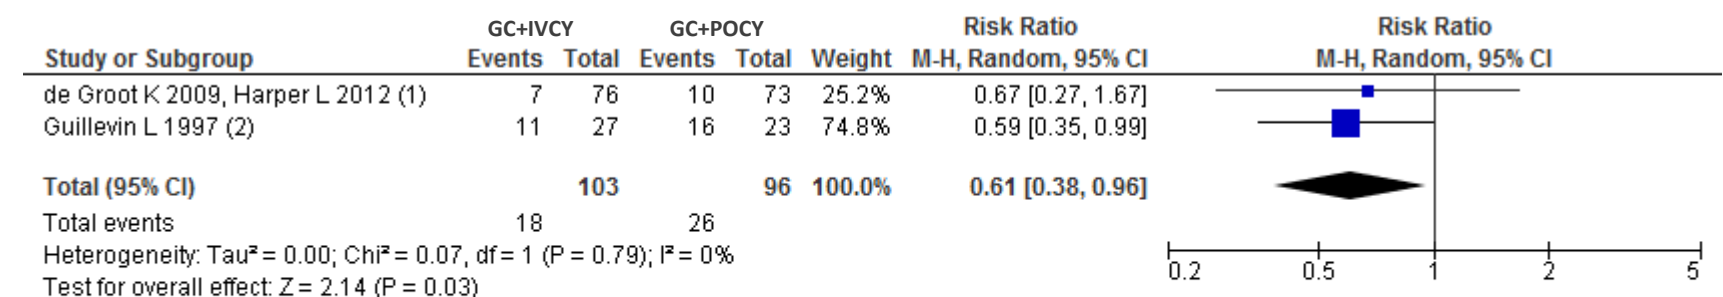 GC+IVCY GC+POCY Risk Ratio Risk Ratio
Study or Subgroup Events Total Events Total Weight M-H, Random, 95% CI M-H, Random, 95% CI
de Groot K 2009, Harper L 2012 (1) 7 76 10 73 25.2% 0.67 [0.27, 1.67]
Guillevin L 1997 (2) 11 27 16 23 74.8% 0.59 [0.35, 0.99]
Total (95% CI) 103 96 100.0% 0.61 [0.38, 0.96]
Total events 18 26
Heterogeneity: Tau² = 0.00; Chi² = 0.07, df = 1 (P = 0.79); I² = 0%
Test for overall effect: Z = 2.14 (P = 0.03)
0.2 0.5 1 2 5